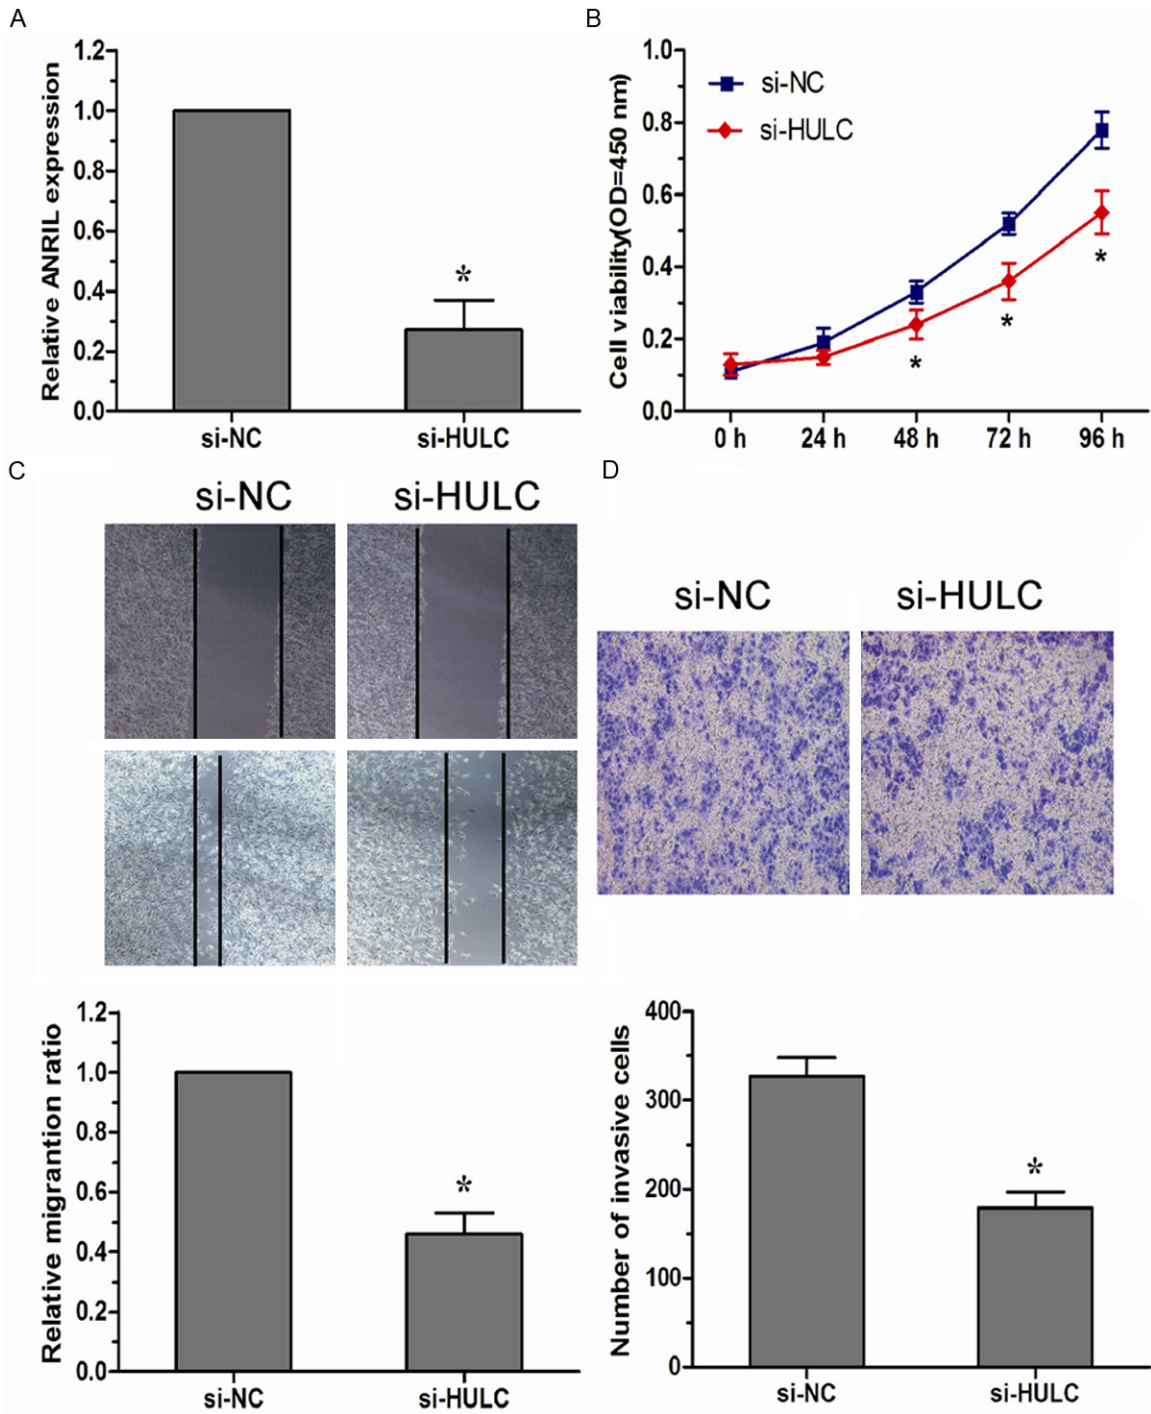 A
Relative ANRIL expression
1.2
1.0
0.8
0.6
0.4
0.2
0.0
*
si-NC
si-HULC
B
Cell viability(OD=450 nm)
1.0
0.8
0.6
0.4
0.2
0.0
si-NC
si-HULC
*
*
*
0 h
24 h
48 h
72 h
96 h
C
si-NC
si-HULC
D
si-NC
si-HULC
Relative migrantion ratio
1.2
1.0
0.8
0.6
0.4
0.2
0.0
*
si-NC
si-HULC
Number of invasive cells
400
300
200
100
0
*
si-NC
si-HULC